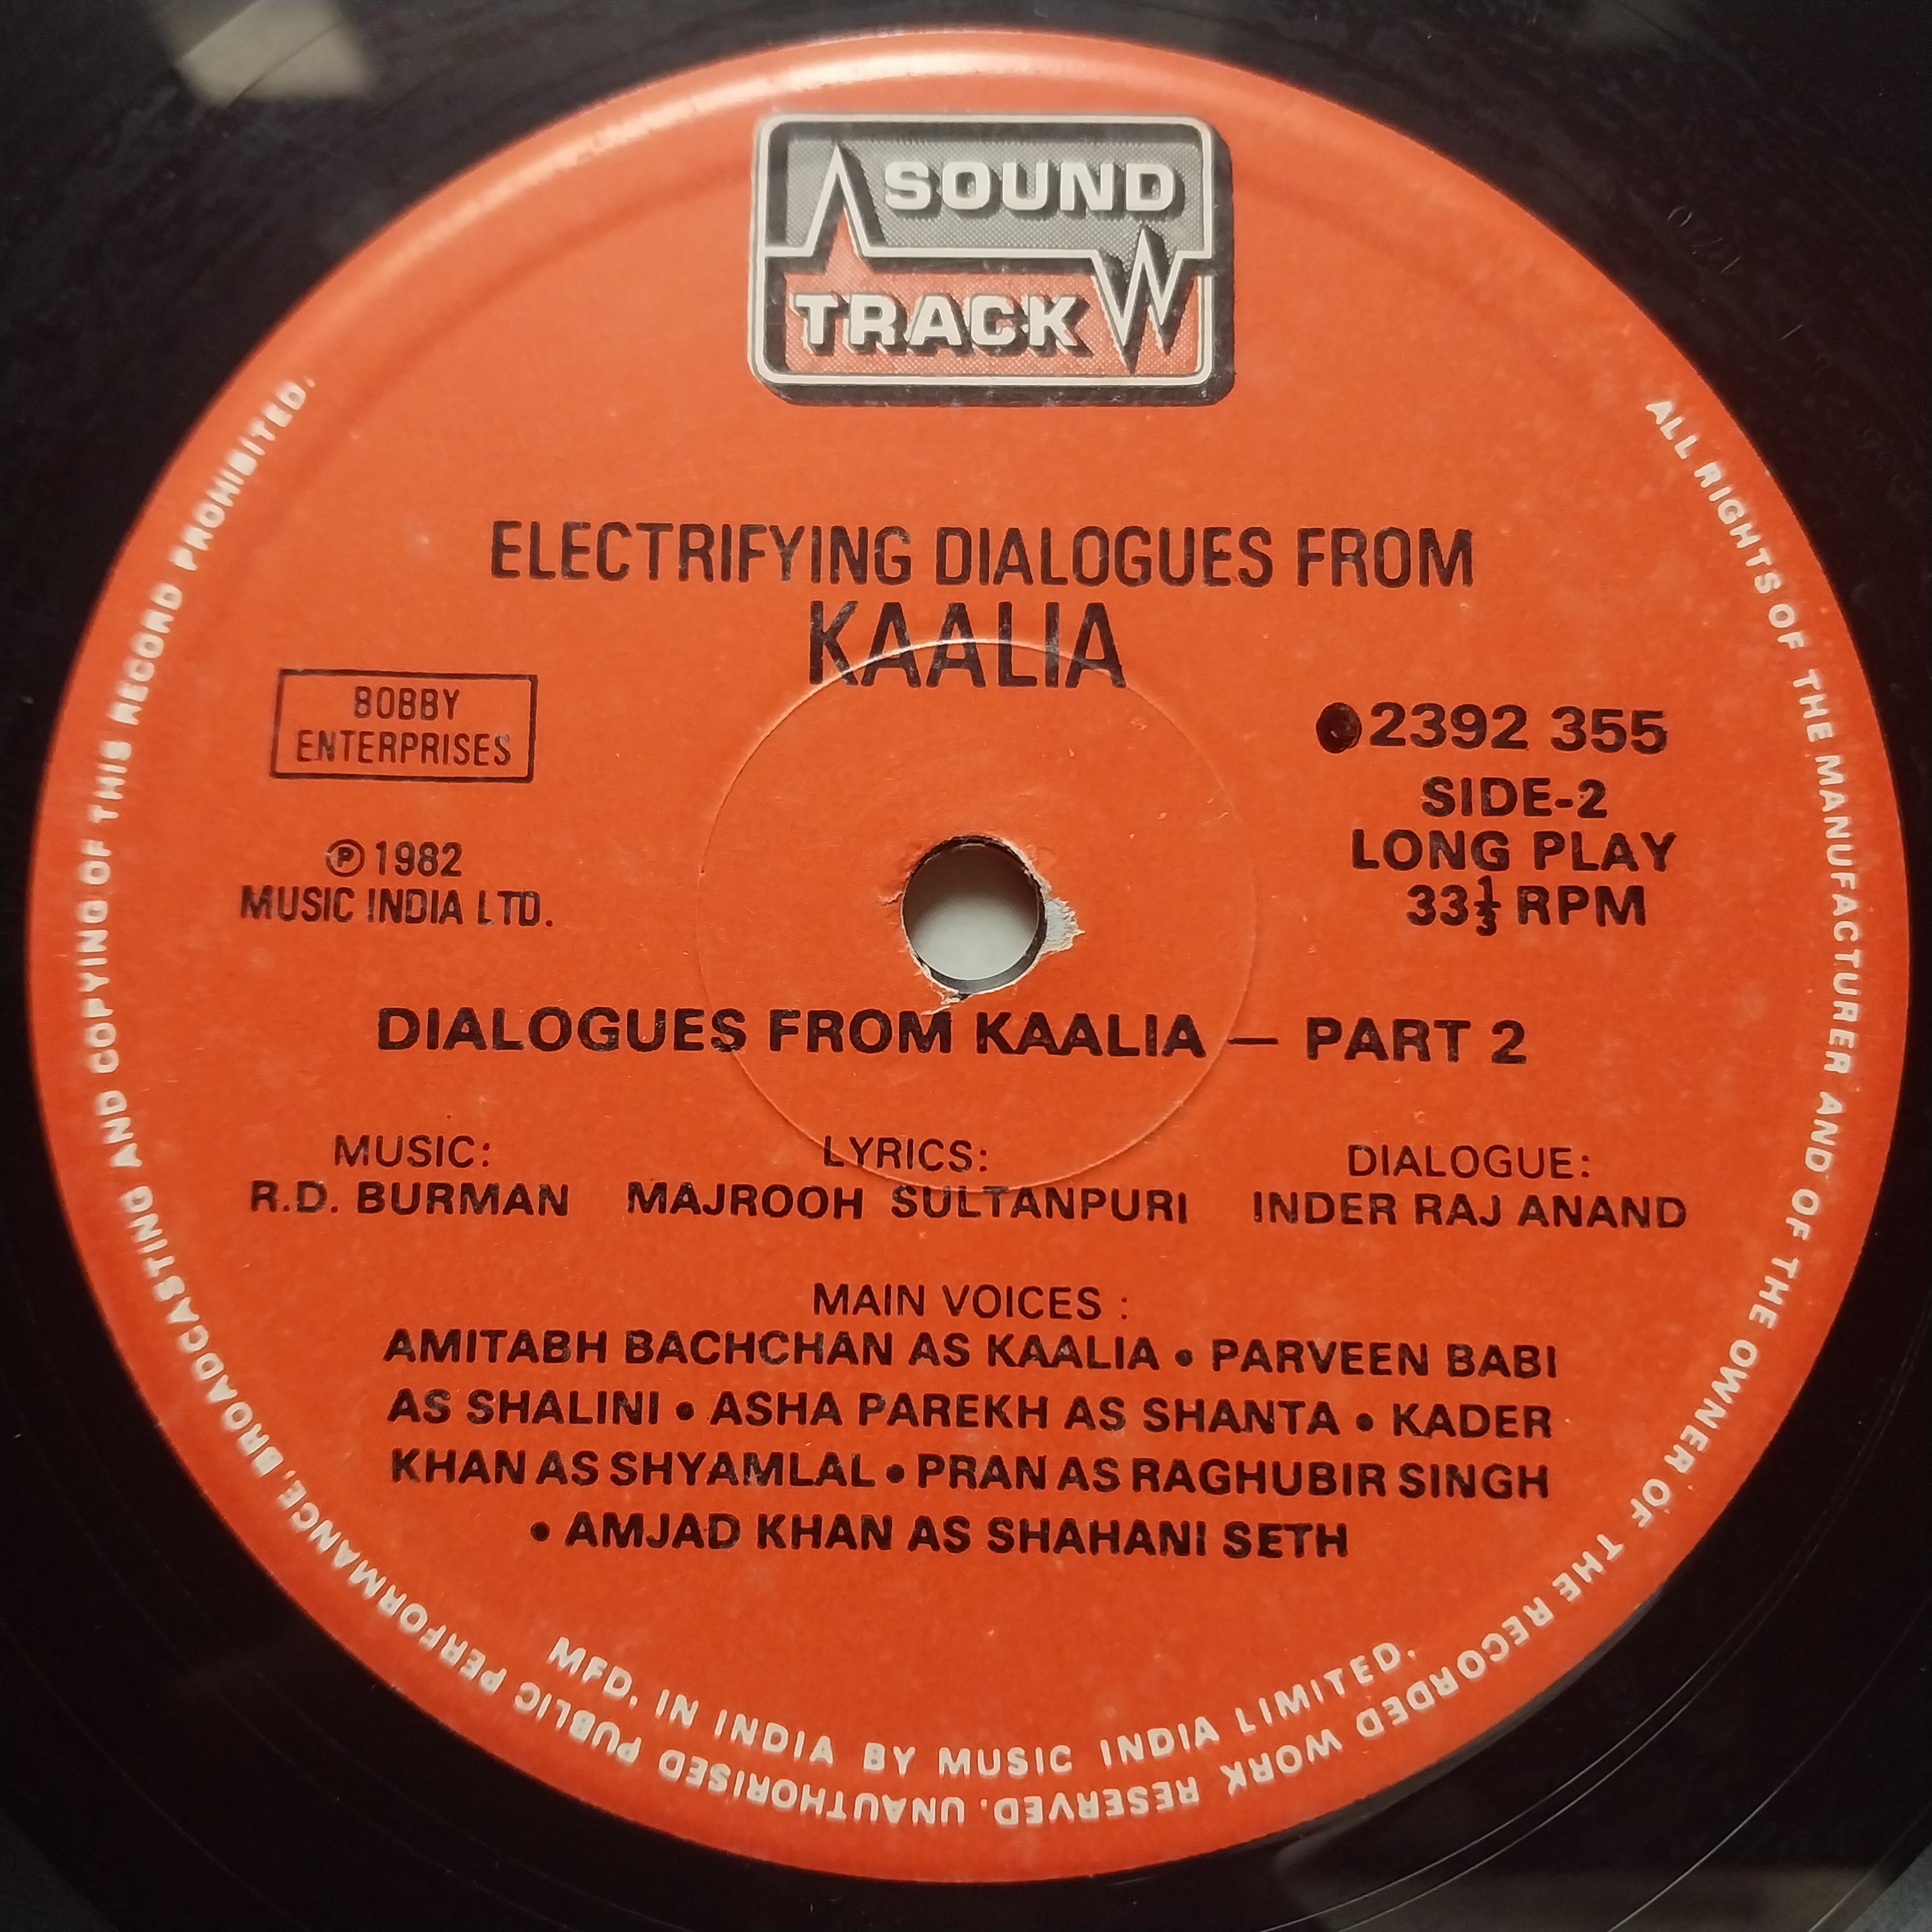 SOUND
TRACK
ELECTRIFYING DIALOGUES FROM
KAALIA
BOBBY
ENTERPRISES
℗1982
MUSIC INDIA LTD.
2392 355
SIDE-2
LONG PLAY
33⅓ RPM
DIALOGUES FROM KAALIA — PART 2
MUSIC:
R.D. BURMAN
LYRICS:
MAJROOH SULTANPURI
DIALOGUE:
INDER RAJ ANAND
MAIN VOICES :
AMITABH BACHCHAN AS KAALIA • PARVEEN BABI
AS SHALINI • ASHA PAREKH AS SHANTA • KADER
KHAN AS SHYAMLAL • PRAN AS RAGHUBIR SINGH
• AMJAD KHAN AS SHAHANI SETH
MFD. IN INDIA BY MUSIC INDIA LIMITED.
ALL RIGHTS OF THE MANUFACTURER AND OF THE OWNER OF THE RECORDED WORK RESERVED. UNAUTHORISED PUBLIC PERFORMANCE, BROADCASTING AND COPYING OF THIS RECORD PROHIBITED.